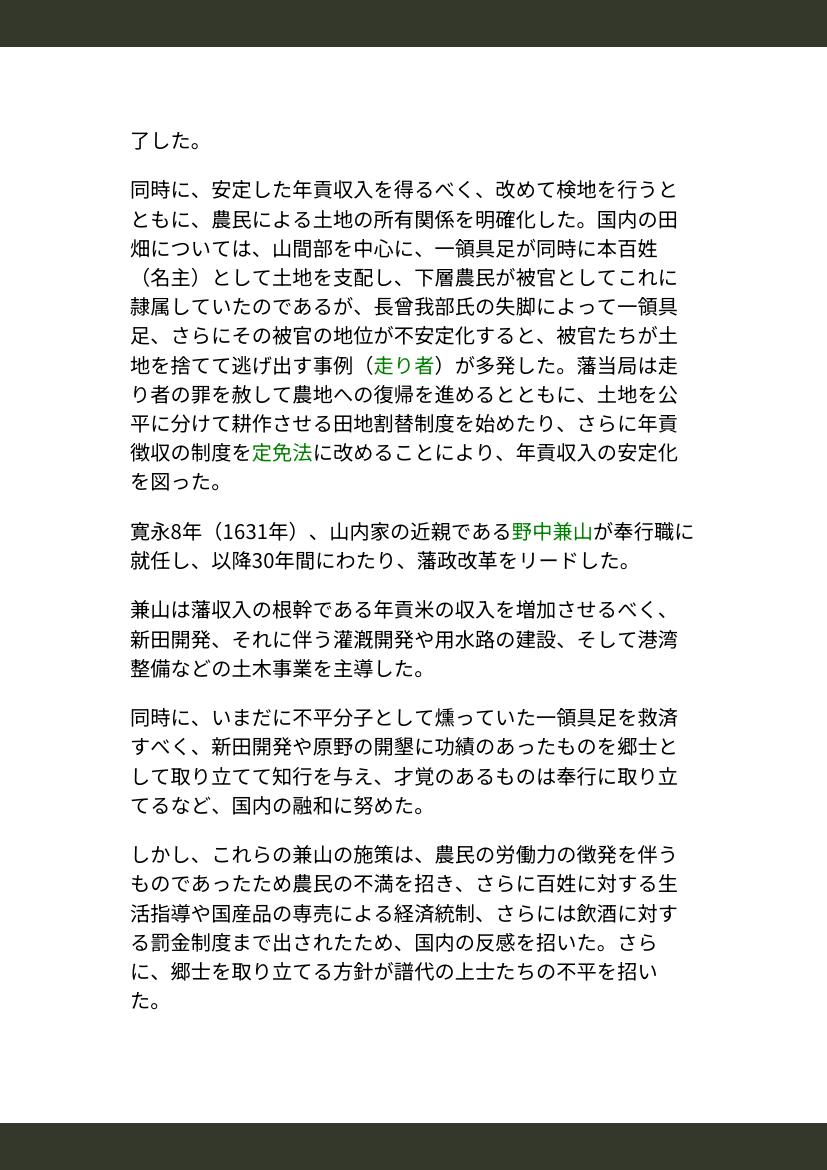 了した。
同時に、安定した年貢収入を得るべく、改めて検地を行うと
ともに、農民による土地の所有関係を明確化した。国内の田
畑については、山間部を中心に、一領具足が同時に本百姓
（名主）として土地を支配し、下層農民が被官としてこれに
隷属していたのであるが、長曾我部氏の失脚によって一領具
足、さらにその被官の地位が不安定化すると、被官たちが土
地を捨てて逃げ出す事例（走り者）が多発した。藩当局は走
り者の罪を赦して農地への復帰を進めるとともに、土地を公
平に分けて耕作させる田地割替制度を始めたり、さらに年貢
徴収の制度を定免法に改めることにより、年貢収入の安定化
を図った。
寛永8年（1631年）、山内家の近親である野中兼山が奉行職に
就任し、以降30年間にわたり、藩政改革をリードした。
兼山は藩収入の根幹である年貢米の収入を増加させるべく、
新田開発、それに伴う灌漑開発や用水路の建設、そして港湾
整備などの土木事業を主導した。
同時に、いまだに不平分子として燻っていた一領具足を救済
すべく、新田開発や原野の開墾に功績のあったものを郷士と
して取り立てて知行を与え、才覚のあるものは奉行に取り立
てるなど、国内の融和に努めた。
しかし、これらの兼山の施策は、農民の労働力の徴発を伴う
ものであったため農民の不満を招き、さらに百姓に対する生
活指導や国産品の専売による経済統制、さらには飲酒に対す
る罰金制度まで出されたため、国内の反感を招いた。さら
に、郷士を取り立てる方針が譜代の上士たちの不平を招い
た。